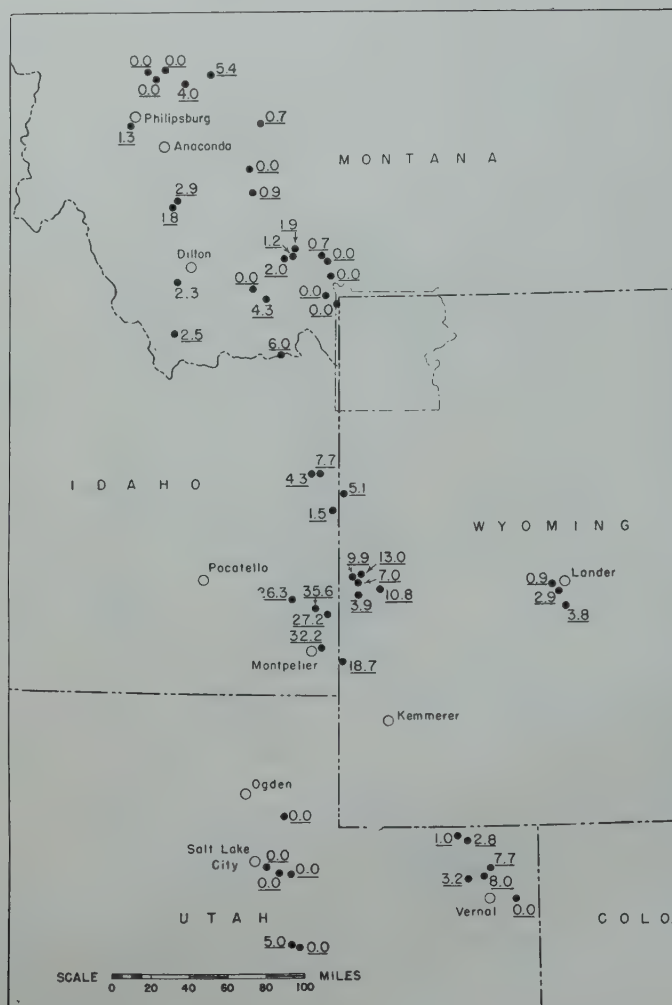 0.0 0.0 5.4
0.0 4.0
Philipsburg
1.3 0.7
Anaconda
MONTANA
0.0
2.9 0.9
1.8
1.9
1.2 0.7
Dillon 2.0 0.0
0.0 0.0
2.3 0.0
4.3 0.0
2.5
6.0
7.7
4.3
IDAHO 5.1
1.5
WYOMING
9.9 13.0
Pocatello 7.0 0.9 Lander
35.6 2.9
3.9 10.8
27.2 3.8
32.2
Montpelier 18.7
Kemmerer
Ogden
0.0
1.0 2.8
Salt Lake
City 0.0 7.7
0.0 0.0 3.2 8.0
Vernal 0.0
UTAH COLO
5.0 0.0
SCALE MILES
0 20 40 60 80 100